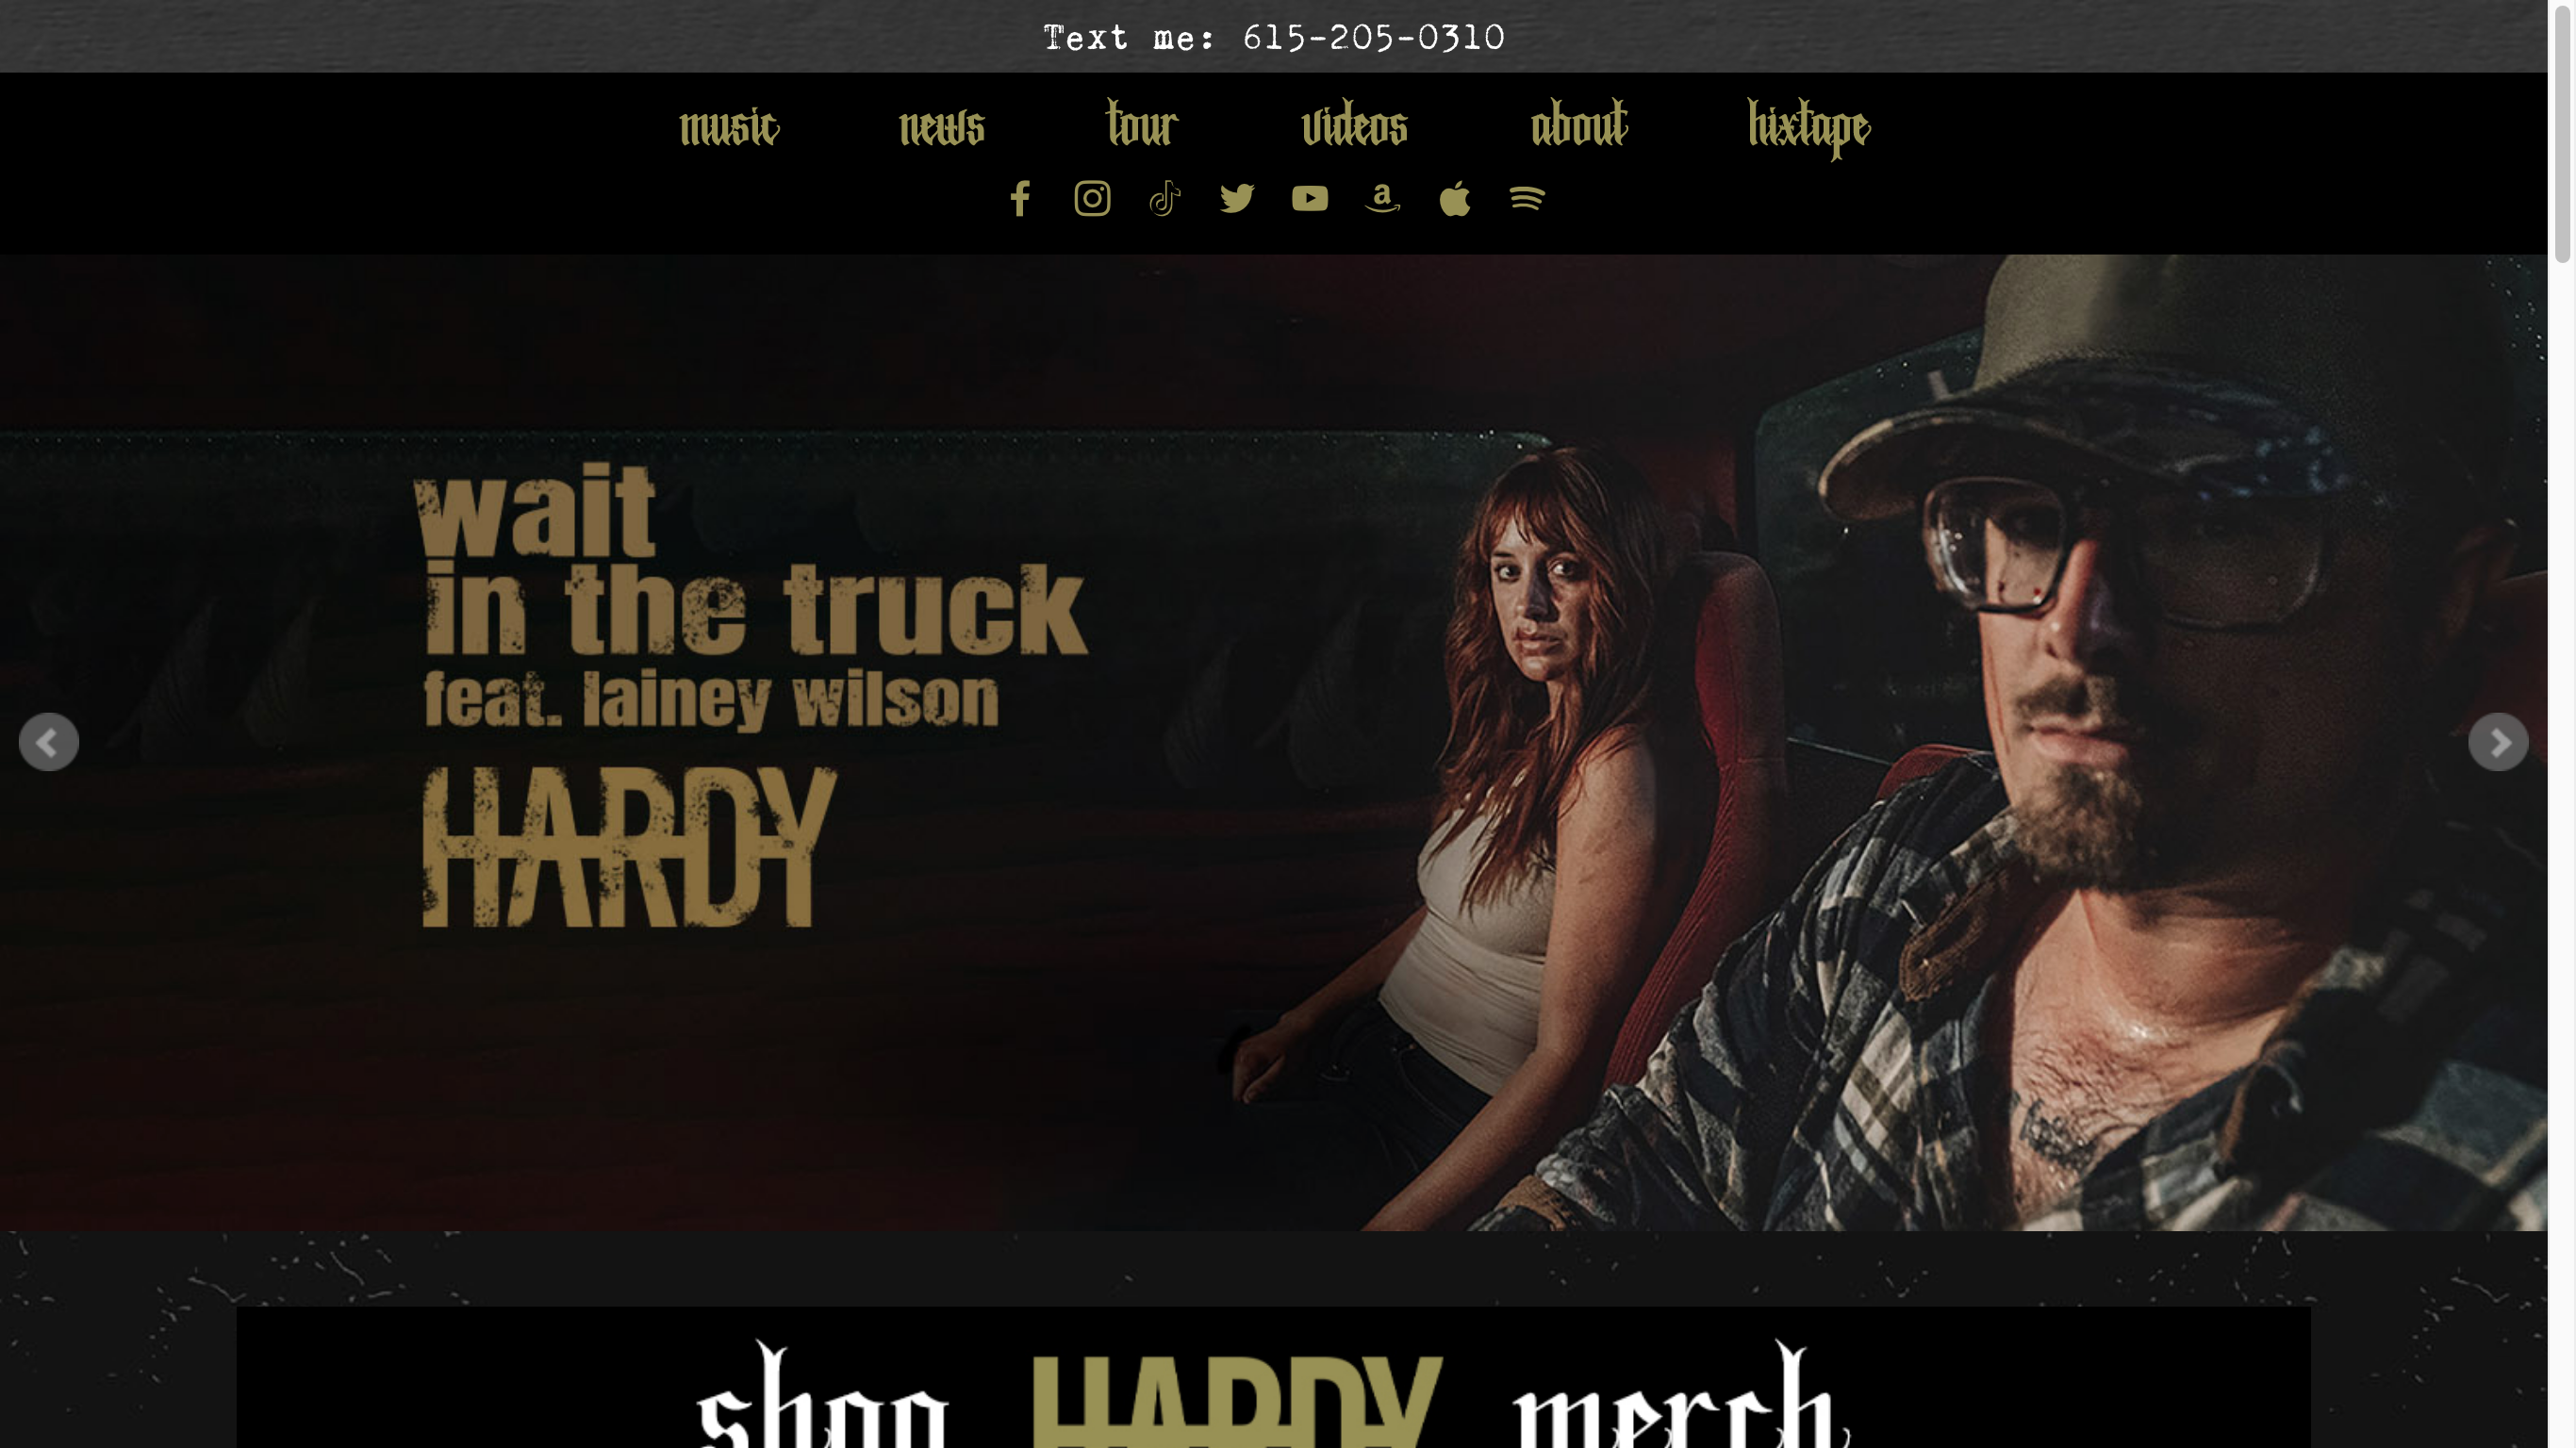 Text me: 615-205-0310
music news tour videos about hixtape
wait
in the truck
feat. lainey wilson
HARDY
shop HARDY merch